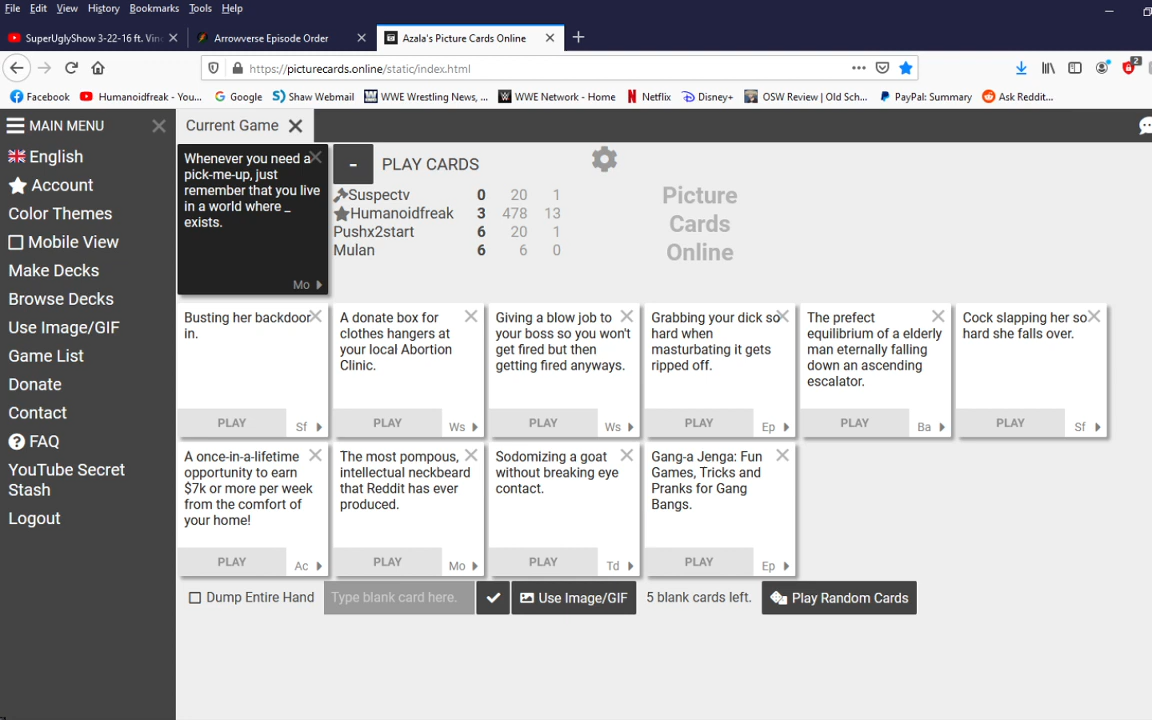 File Edit View History Bookmarks Tools Help
SuperUglyShow 3-22-16 ft. Vinc
Arrowverse Episode Order
Azala's Picture Cards Online
https://picturecards.online/static/index.html
2
Facebook
Humanoidfreak - You...
Google
Shaw Webmail
WWE Wrestling News, ...
WWE Network - Home
Netflix
Disney+
OSW Review | Old Sch...
PayPal: Summary
Ask Reddit...
MAIN MENU
English
Account
Color Themes
Mobile View
Make Decks
Browse Decks
Use Image/GIF
Game List
Donate
Contact
FAQ
YouTube Secret
Stash
Logout
Current Game
Whenever you need a
pick-me-up, just
remember that you live
in a world where _
exists.
Mo
- PLAY CARDS
Suspectv 0 20 1
Humanoidfreak 3 478 13
Pushx2start 6 20 1
Mulan 6 6 0
Picture
Cards
Online
Busting her backdoor
in.
PLAY Sf
A donate box for
clothes hangers at
your local Abortion
Clinic.
PLAY Ws
Giving a blow job to
your boss so you won't
get fired but then
getting fired anyways.
PLAY Ws
Grabbing your dick so
hard when
masturbating it gets
ripped off.
PLAY Ep
The prefect
equilibrium of a elderly
man eternally falling
down an ascending
escalator.
PLAY Ba
Cock slapping her so
hard she falls over.
PLAY Sf
A once-in-a-lifetime
opportunity to earn
$7k or more per week
from the comfort of
your home!
PLAY Ac
The most pompous,
intellectual neckbeard
that Reddit has ever
produced.
PLAY Mo
Sodomizing a goat
without breaking eye
contact.
PLAY Td
Gang-a Jenga: Fun
Games, Tricks and
Pranks for Gang
Bangs.
PLAY Ep
Dump Entire Hand
Type blank card here.
Use Image/GIF
5 blank cards left.
Play Random Cards